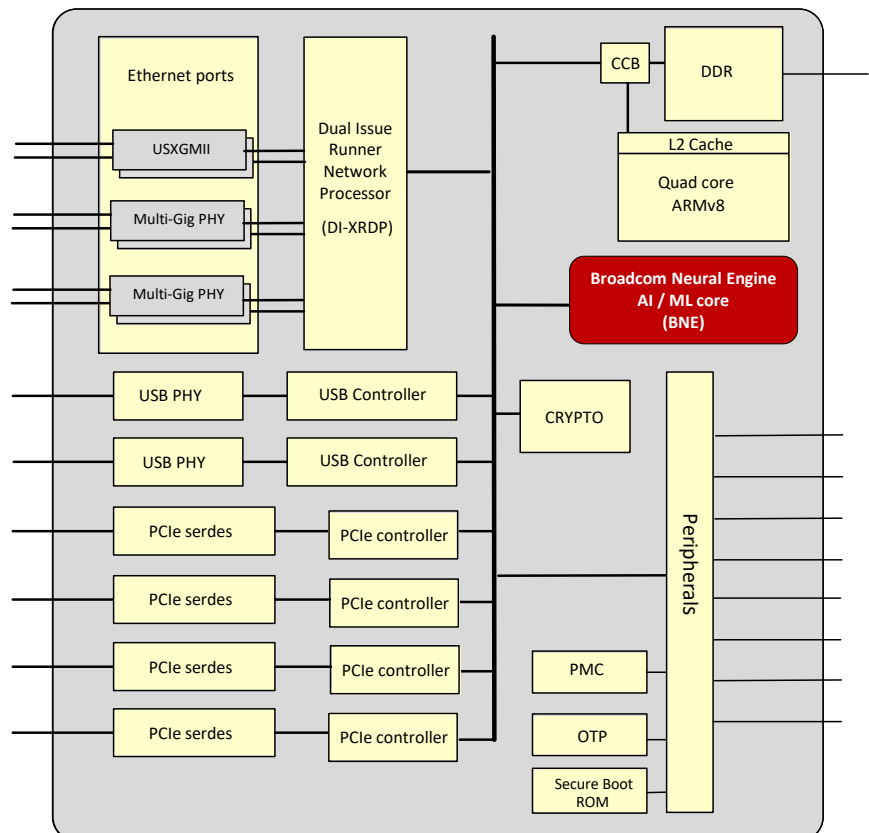 Ethernet ports
USXGMII
Multi-Gig PHY
Multi-Gig PHY
Dual Issue
Runner
Network
Processor
(DI-XRDP)
CCB
DDR
L2 Cache
Quad core
ARMv8
Broadcom Neural Engine
AI / ML core
(BNE)
USB PHY
USB Controller
USB PHY
USB Controller
CRYPTO
PCIe serdes
PCIe controller
PCIe serdes
PCIe controller
PCIe serdes
PCIe controller
PCIe serdes
PCIe controller
Peripherals
PMC
OTP
Secure Boot
ROM